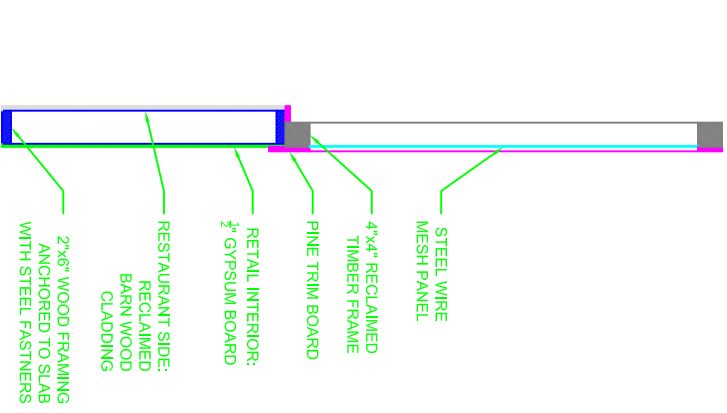 STEEL WIRE
MESH PANEL
4"x4" RECLAIMED
TIMBER FRAME
PINE TRIM BOARD
RETAIL INTERIOR:
1/2" GYPSUM BOARD
RESTAURANT SIDE:
RECLAIMED
BARN WOOD
CLADDING
2"x6" WOOD FRAMING
ANCHORED TO SLAB
WITH STEEL FASTNERS